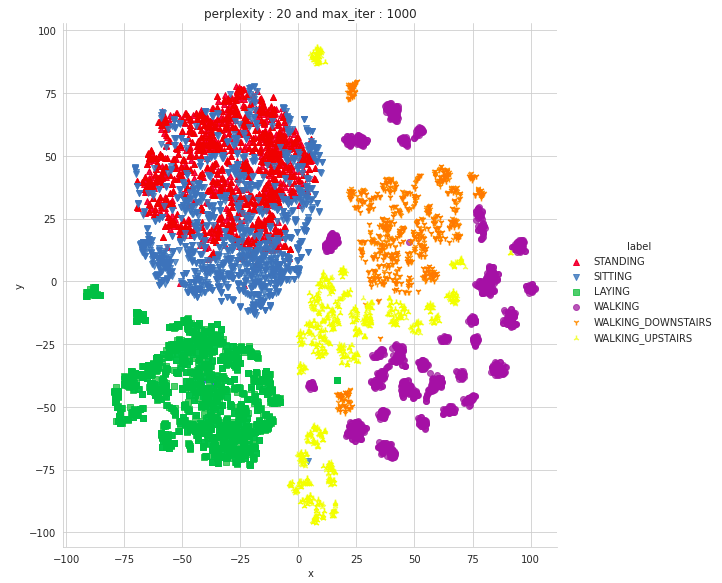 perplexity : 20 and max_iter : 1000
100
75
50
25
0
−25
−50
−75
−100
y
−100 −75 −50 −25 0 25 50 75 100
x
label
STANDING
SITTING
LAYING
WALKING
WALKING_DOWNSTAIRS
WALKING_UPSTAIRS